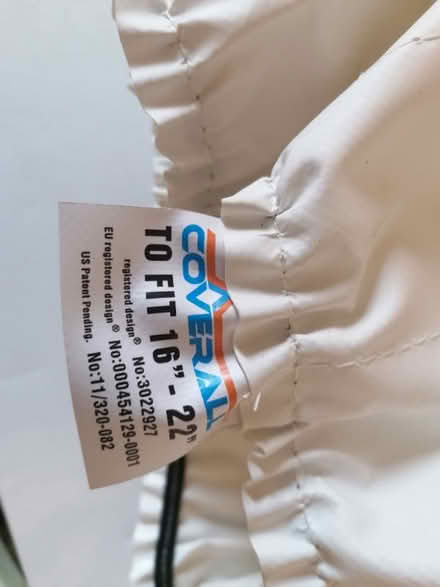 COVERALL
TO FIT 16" - 22"
registered design® No:3022927
EU registered design® No:000454129-0001
US Patent Pending. No:11/320-082